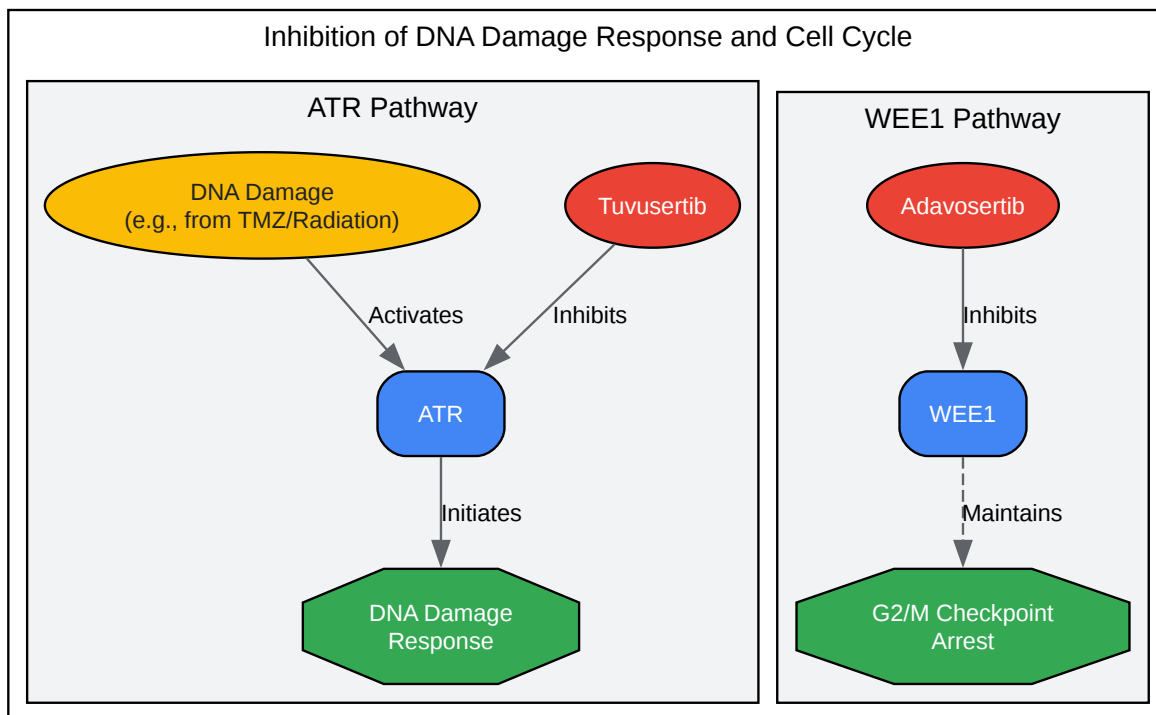 Inhibition of DNA Damage Response and Cell Cycle
ATR Pathway
DNA Damage
(e.g., from TMZ/Radiation)
Tuvusertib
Activates
Inhibits
ATR
Initiates
DNA Damage
Response
WEE1 Pathway
Adavosertib
Inhibits
WEE1
Maintains
G2/M Checkpoint
Arrest